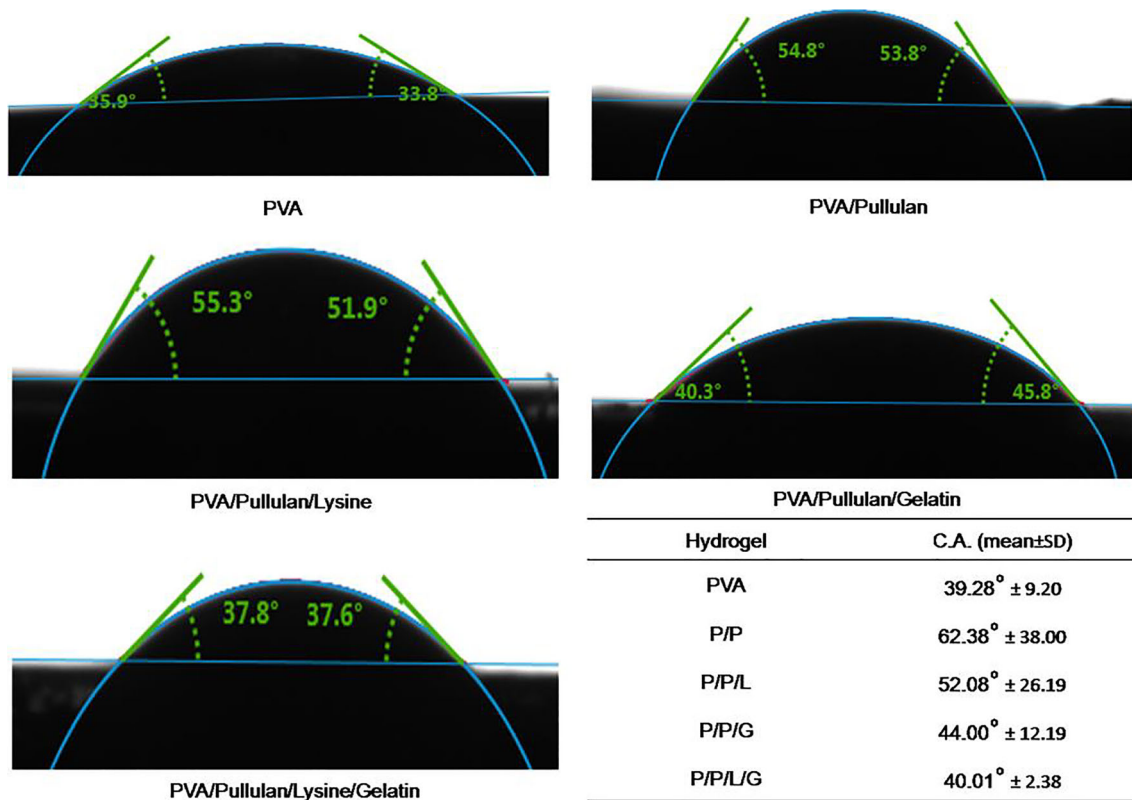 35.9° 33.8°
PVA
54.8° 53.8°
PVA/Pullulan
55.3° 51.9°
PVA/Pullulan/Lysine
40.3° 45.8°
PVA/Pullulan/Gelatin
37.8° 37.6°
PVA/Pullulan/Lysine/Gelatin
Hydrogel C.A. (mean±SD)
PVA 39.28° ± 9.20
P/P 62.38° ± 38.00
P/P/L 52.08° ± 26.19
P/P/G 44.00° ± 12.19
P/P/L/G 40.01° ± 2.38